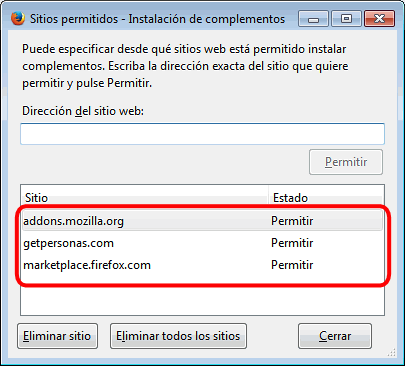 Sitios permitidos - Instalación de complementos
Puede especificar desde qué sitios web está permitido instalar
complementos. Escriba la dirección exacta del sitio que quiere
permitir y pulse Permitir.
Dirección del sitio web:
Permitir
Sitio Estado
addons.mozilla.org Permitir
getpersonas.com Permitir
marketplace.firefox.com Permitir
Eliminar sitio Eliminar todos los sitios Cerrar